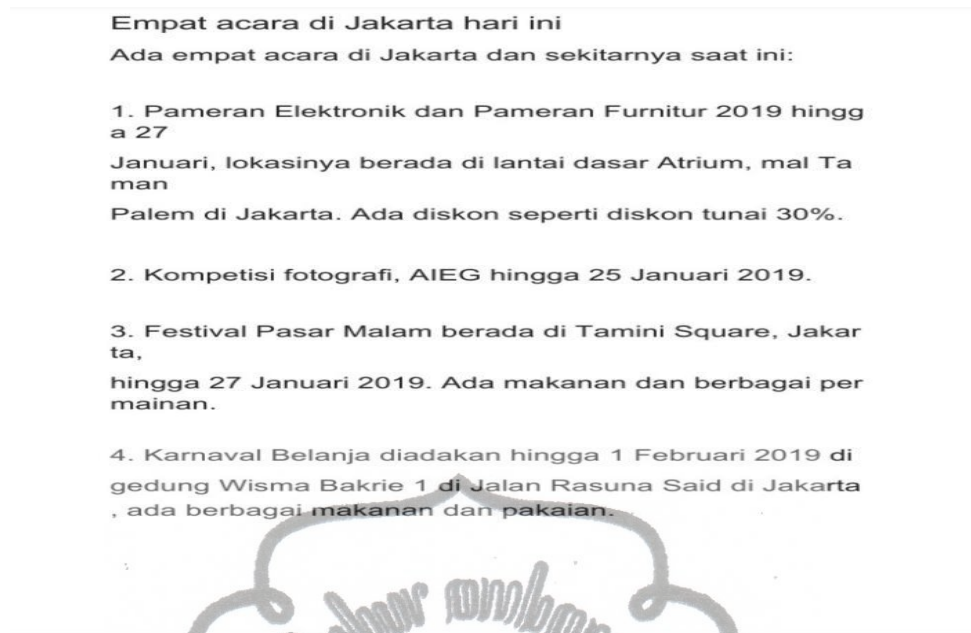 Empat acara di Jakarta hari ini
Ada empat acara di Jakarta dan sekitarnya saat ini:
1. Pameran Elektronik dan Pameran Furnitur 2019 hingg
a 27
Januari, lokasinya berada di lantai dasar Atrium, mal Ta
man
Palem di Jakarta. Ada diskon seperti diskon tunai 30%.
2. Kompetisi fotografi, AIEG hingga 25 Januari 2019.
3. Festival Pasar Malam berada di Tamini Square, Jakar
ta,
hingga 27 Januari 2019. Ada makanan dan berbagai per
mainan.
4. Karnaval Belanja diadakan hingga 1 Februari 2019 di
gedung Wisma Bakrie 1 di Jalan Rasuna Said di Jakarta
, ada berbagai makanan dan pakaian.